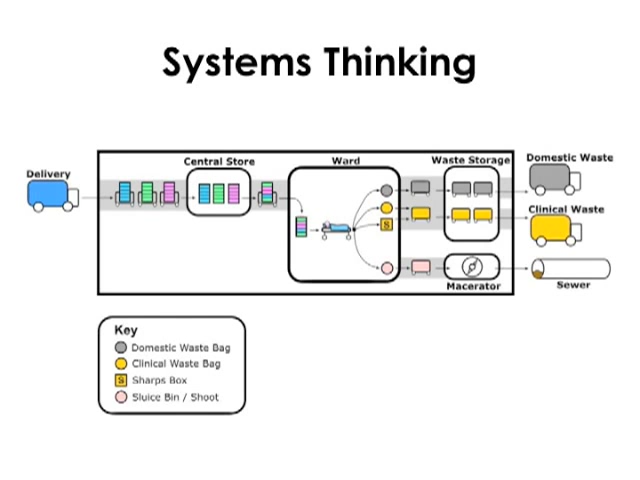 Systems Thinking
Delivery
Central Store
Ward
Waste Storage
Domestic Waste
Clinical Waste
S
Macerator
Sewer
Key
Domestic Waste Bag
Clinical Waste Bag
S Sharps Box
Sluice Bin / Shoot